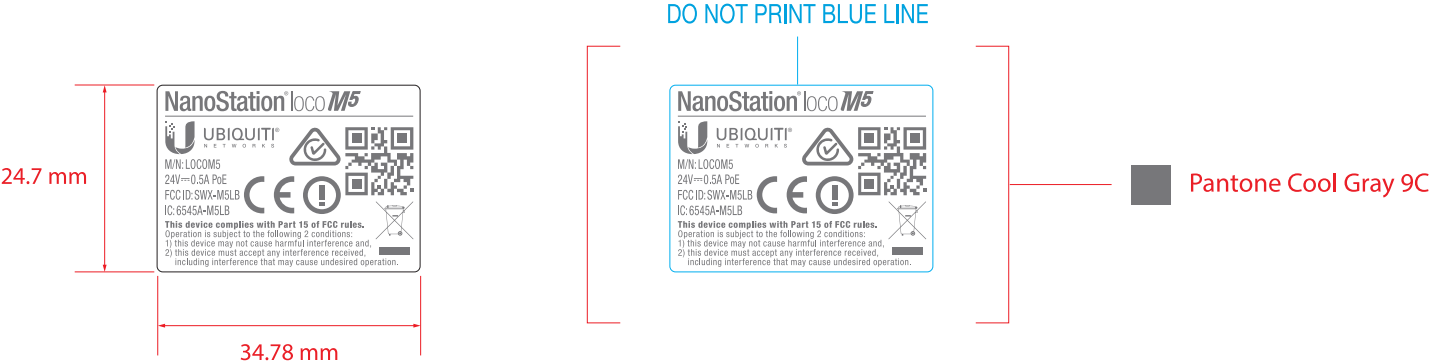 DO NOT PRINT BLUE LINE
24.7 mm
34.78 mm
NanoStation® loco M5
UBIQUITI®
NETWORKS
M/N: LOCOM5
24V⎓0.5A PoE
FCC ID: SWX-M5LB
IC: 6545A-M5LB
CE
This device complies with Part 15 of FCC rules.
Operation is subject to the following 2 conditions:
1) this device may not cause harmful interference and,
2) this device must accept any interference received,
including interference that may cause undesired operation.
NanoStation® loco M5
UBIQUITI®
NETWORKS
M/N: LOCOM5
24V⎓0.5A PoE
FCC ID: SWX-M5LB
IC: 6545A-M5LB
CE
This device complies with Part 15 of FCC rules.
Operation is subject to the following 2 conditions:
1) this device may not cause harmful interference and,
2) this device must accept any interference received,
including interference that may cause undesired operation.
Pantone Cool Gray 9C